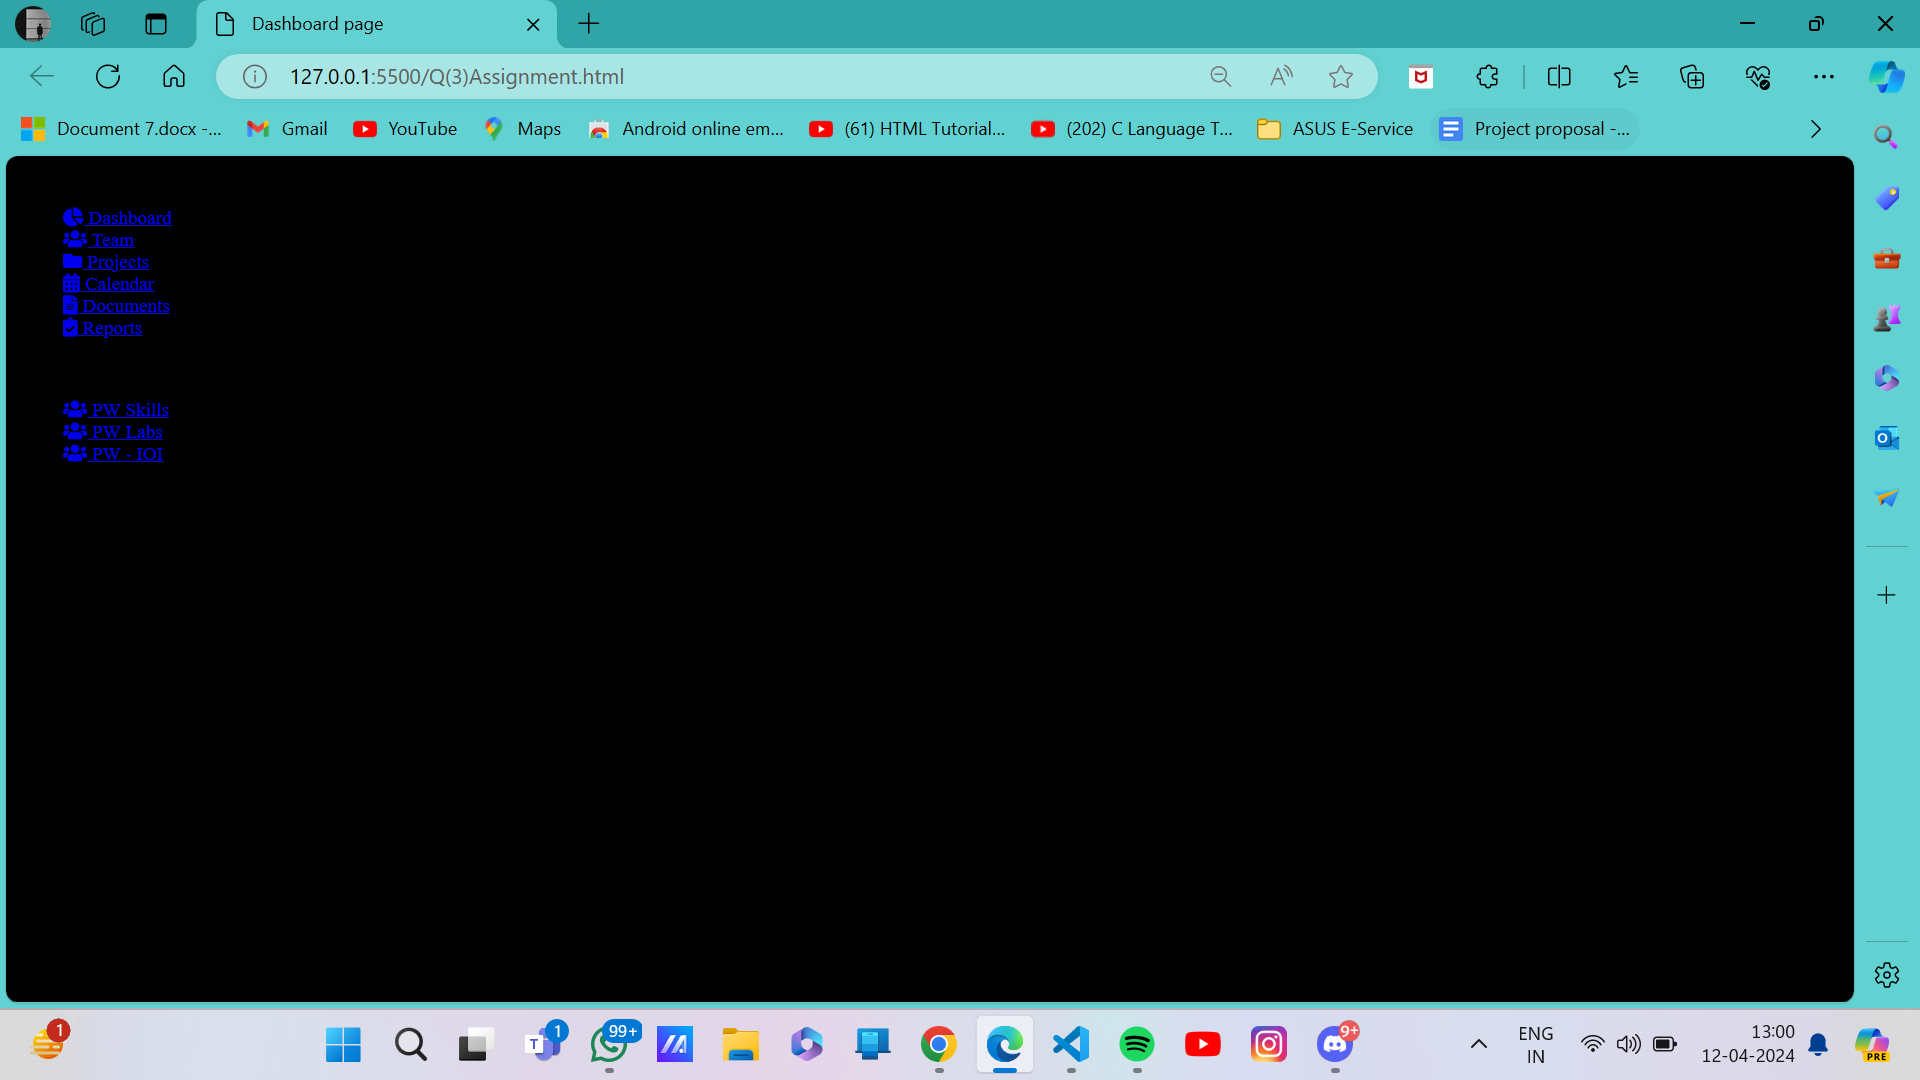 Dashboard page
127.0.0.1:5500/Q(3)Assignment.html
Document 7.docx -...
Gmail
YouTube
Maps
Android online em...
(61) HTML Tutorial...
(202) C Language T...
ASUS E-Service
Project proposal -...
Dashboard
Team
Projects
Calendar
Documents
Reports
PW Skills
PW Labs
PW - IOI
1
1
99+
9+
ENG
IN
13:00
12-04-2024
PRE